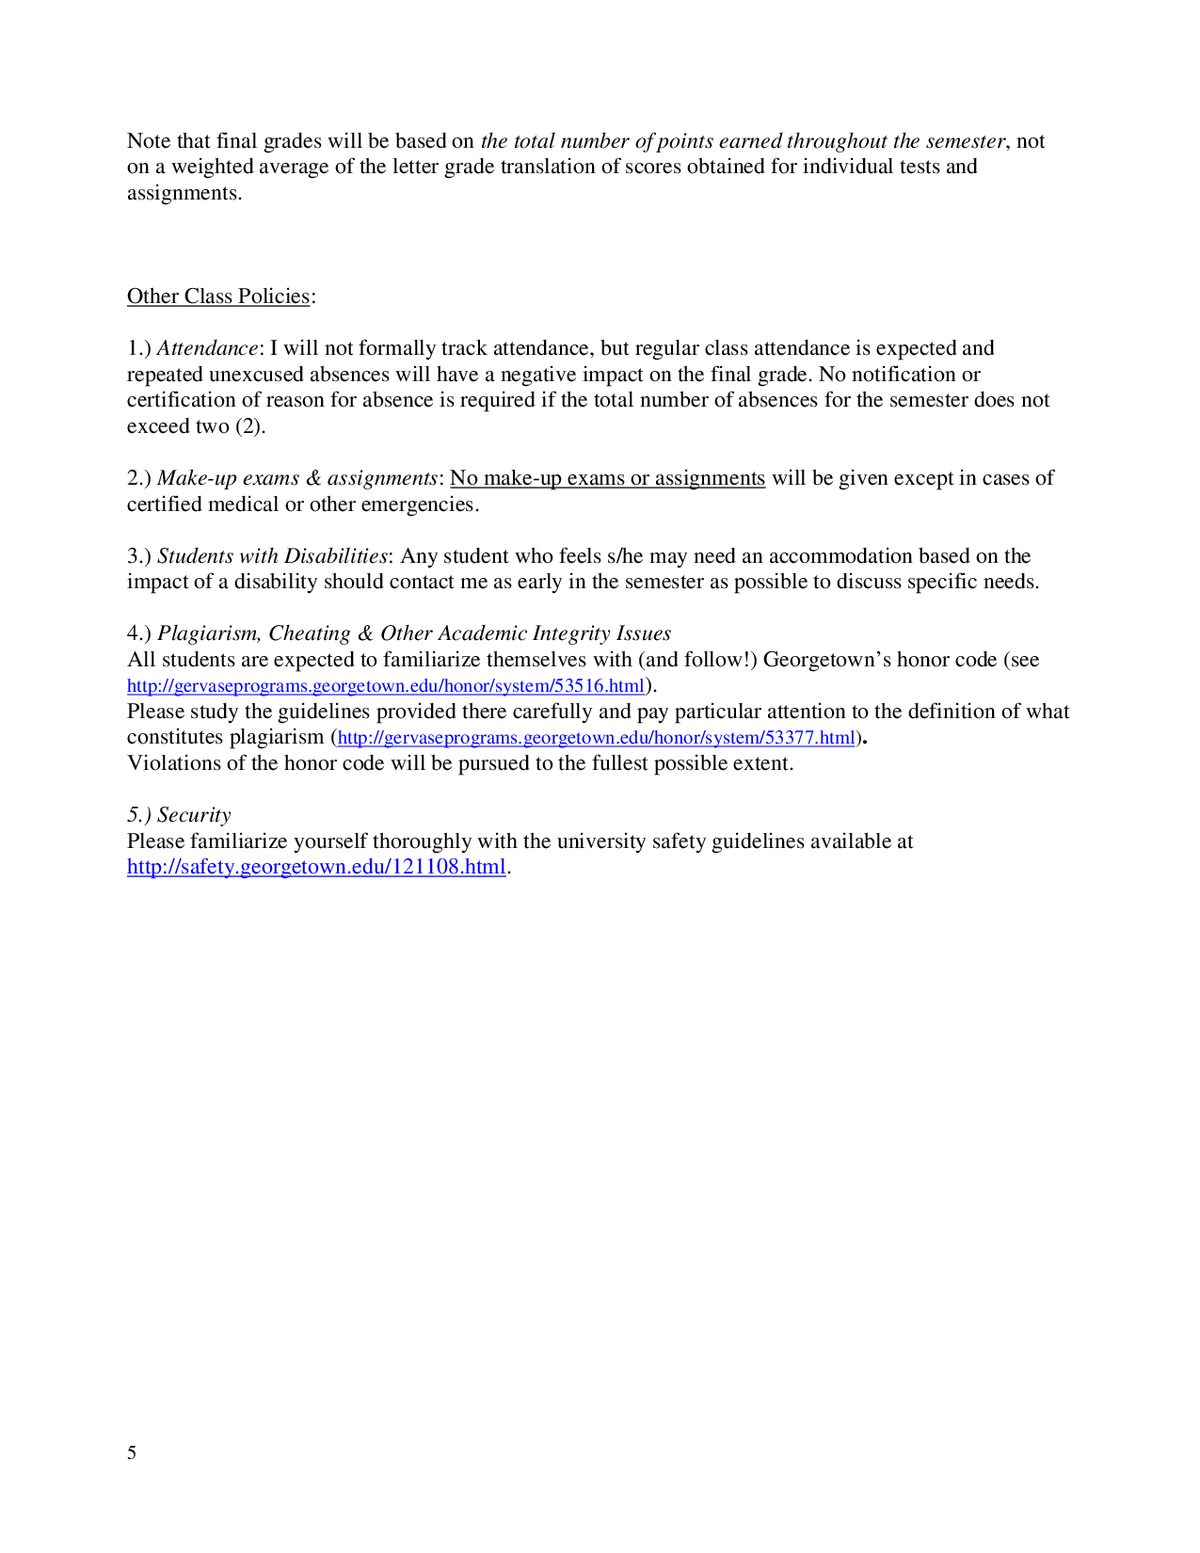 Note that final grades will be based on the total number of points earned throughout the semester, not
on a weighted average of the letter grade translation of scores obtained for individual tests and
assignments.
Other Class Policies:
1.) Attendance: I will not formally track attendance, but regular class attendance is expected and
repeated unexcused absences will have a negative impact on the final grade. No notification or
certification of reason for absence is required if the total number of absences for the semester does not
exceed two (2).
2.) Make-up exams & assignments: No make-up exams or assignments will be given except in cases of
certified medical or other emergencies.
3.) Students with Disabilities: Any student who feels s/he may need an accommodation based on the
impact of a disability should contact me as early in the semester as possible to discuss specific needs.
4.) Plagiarism, Cheating & Other Academic Integrity Issues
All students are expected to familiarize themselves with (and follow!) Georgetown’s honor code (see
http://gervaseprograms.georgetown.edu/honor/system/53516.html).
Please study the guidelines provided there carefully and pay particular attention to the definition of what
constitutes plagiarism (http://gervaseprograms.georgetown.edu/honor/system/53377.html).
Violations of the honor code will be pursued to the fullest possible extent.
5.) Security
Please familiarize yourself thoroughly with the university safety guidelines available at
http://safety.georgetown.edu/121108.html.
5